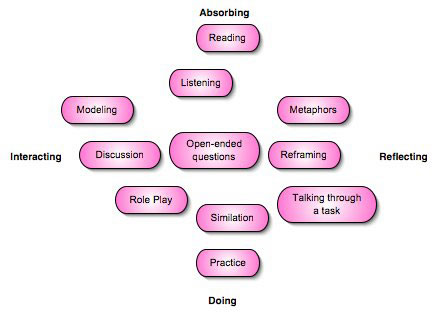 Absorbing
Reading
Listening
Modeling
Metaphors
Open-ended
questions
Interacting
Discussion
Reframing
Reflecting
Role Play
Talking through
a task
Similation
Practice
Doing